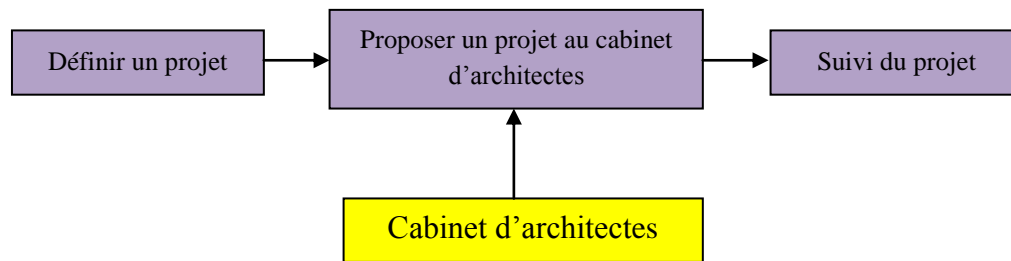 Définir un projet
Proposer un projet au cabinet
d’architectes
Suivi du projet
Cabinet d’architectes